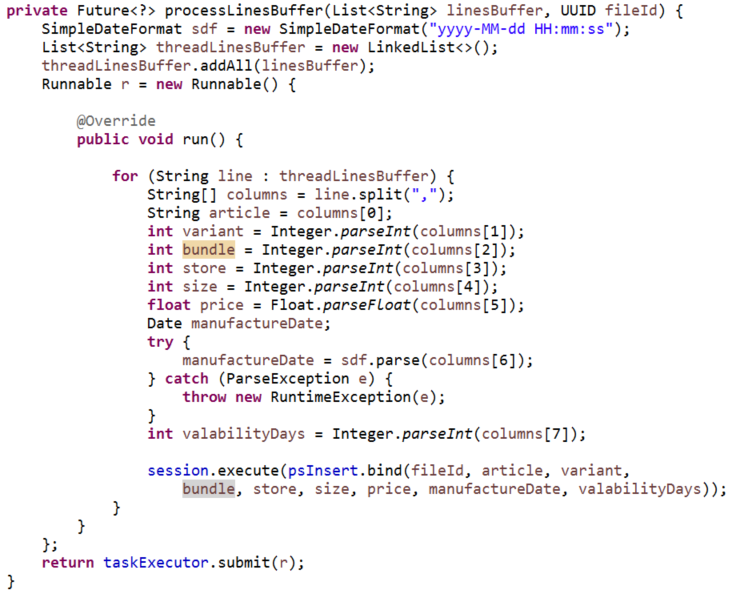 private Future<?> processLinesBuffer(List<String> linesBuffer, UUID fileId) {
    SimpleDateFormat sdf = new SimpleDateFormat("yyyy-MM-dd HH:mm:ss");
    List<String> threadLinesBuffer = new LinkedList<>();
    threadLinesBuffer.addAll(linesBuffer);
    Runnable r = new Runnable() {

        @Override
        public void run() {

            for (String line : threadLinesBuffer) {
                String[] columns = line.split(",");
                String article = columns[0];
                int variant = Integer.parseInt(columns[1]);
                int bundle = Integer.parseInt(columns[2]);
                int store = Integer.parseInt(columns[3]);
                int size = Integer.parseInt(columns[4]);
                float price = Float.parseFloat(columns[5]);
                Date manufactureDate;
                try {
                    manufactureDate = sdf.parse(columns[6]);
                } catch (ParseException e) {
                    throw new RuntimeException(e);
                }
                int valabilityDays = Integer.parseInt(columns[7]);

                session.execute(psInsert.bind(fileId, article, variant,
                    bundle, store, size, price, manufactureDate, valabilityDays));
            }
        }
    };
    return taskExecutor.submit(r);
}